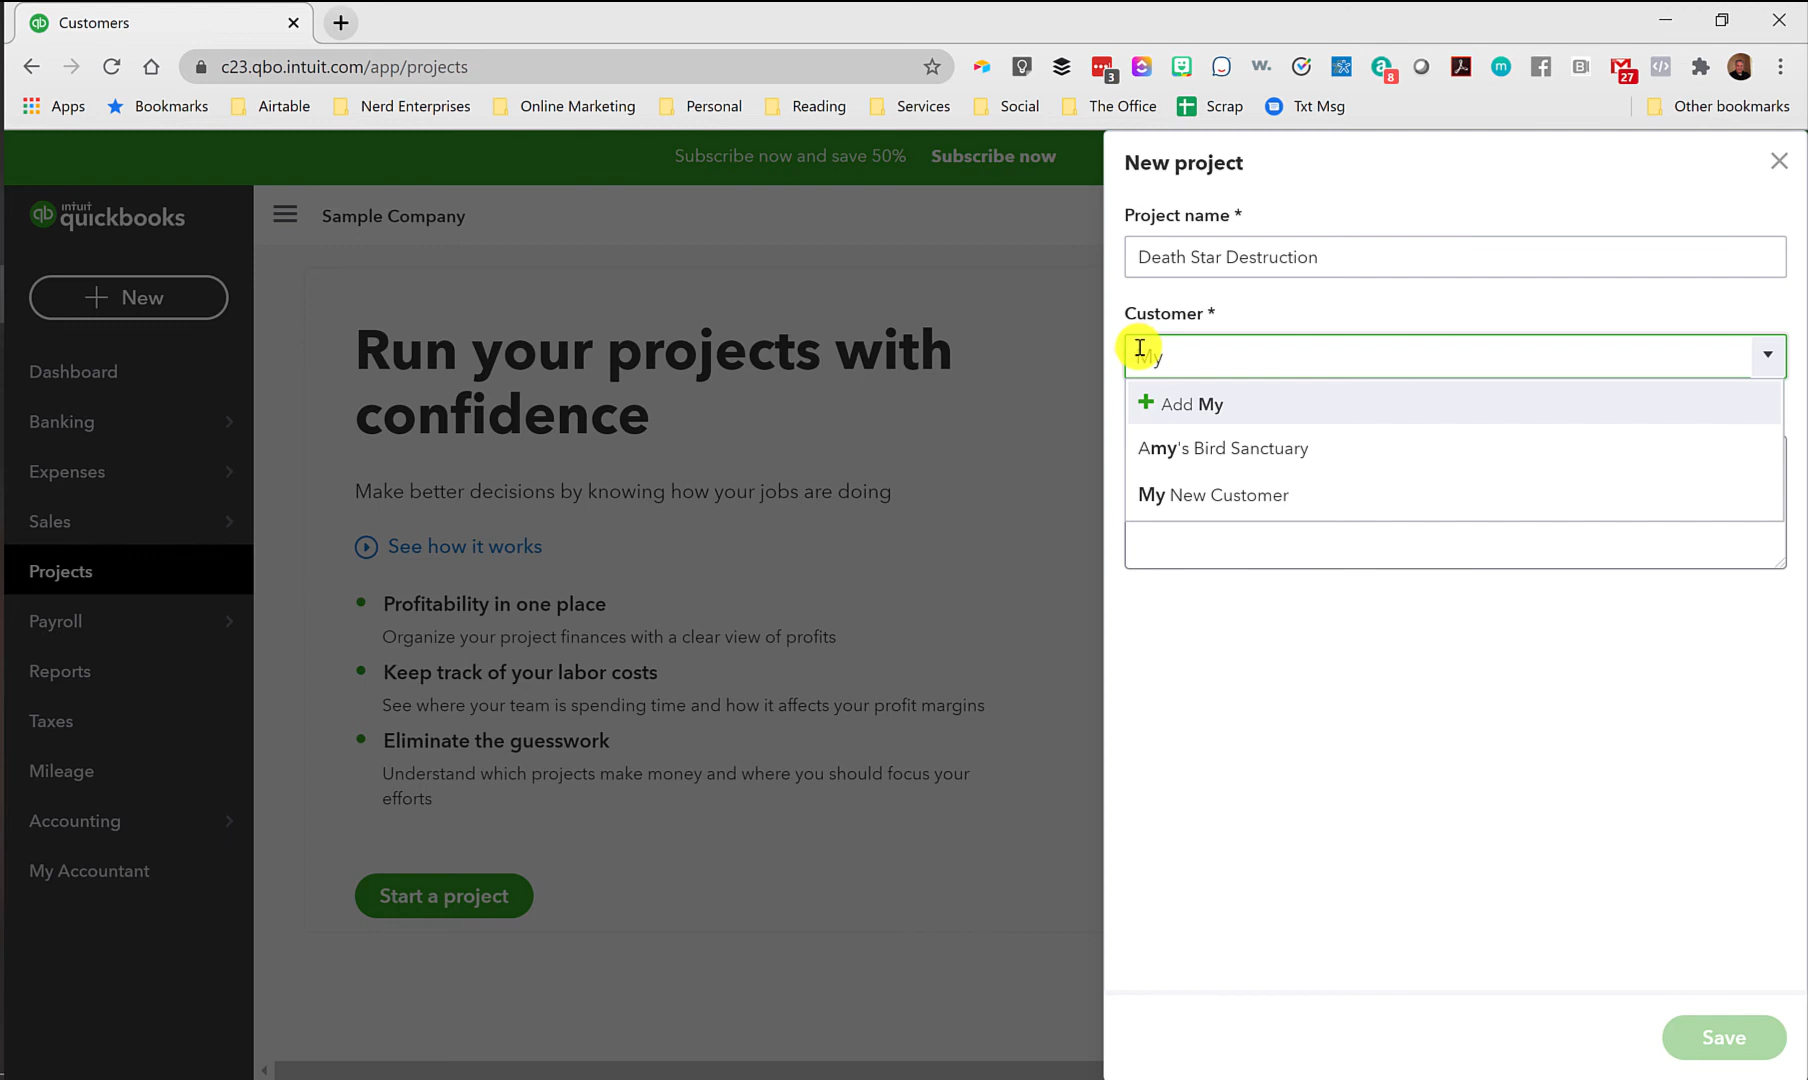 Customers
c23.qbo.intuit.com/app/projects
3
8
27
Apps
Bookmarks
Airtable
Nerd Enterprises
Online Marketing
Personal
Reading
Services
Social
The Office
Scrap
Txt Msg
Other bookmarks
Subscribe now and save 50% Subscribe now
qb intuit quickbooks
Sample Company
New
Dashboard
Banking
Expenses
Sales
Projects
Payroll
Reports
Taxes
Mileage
Accounting
My Accountant
Run your projects with
confidence
Make better decisions by knowing how your jobs are doing
See how it works
Profitability in one place
Organize your project finances with a clear view of profits
Keep track of your labor costs
See where your team is spending time and how it affects your profit margins
Eliminate the guesswork
Understand which projects make money and where you should focus your
efforts
Start a project
New project
Project name *
Death Star Destruction
Customer *
My
Add My
Amy's Bird Sanctuary
My New Customer
Save